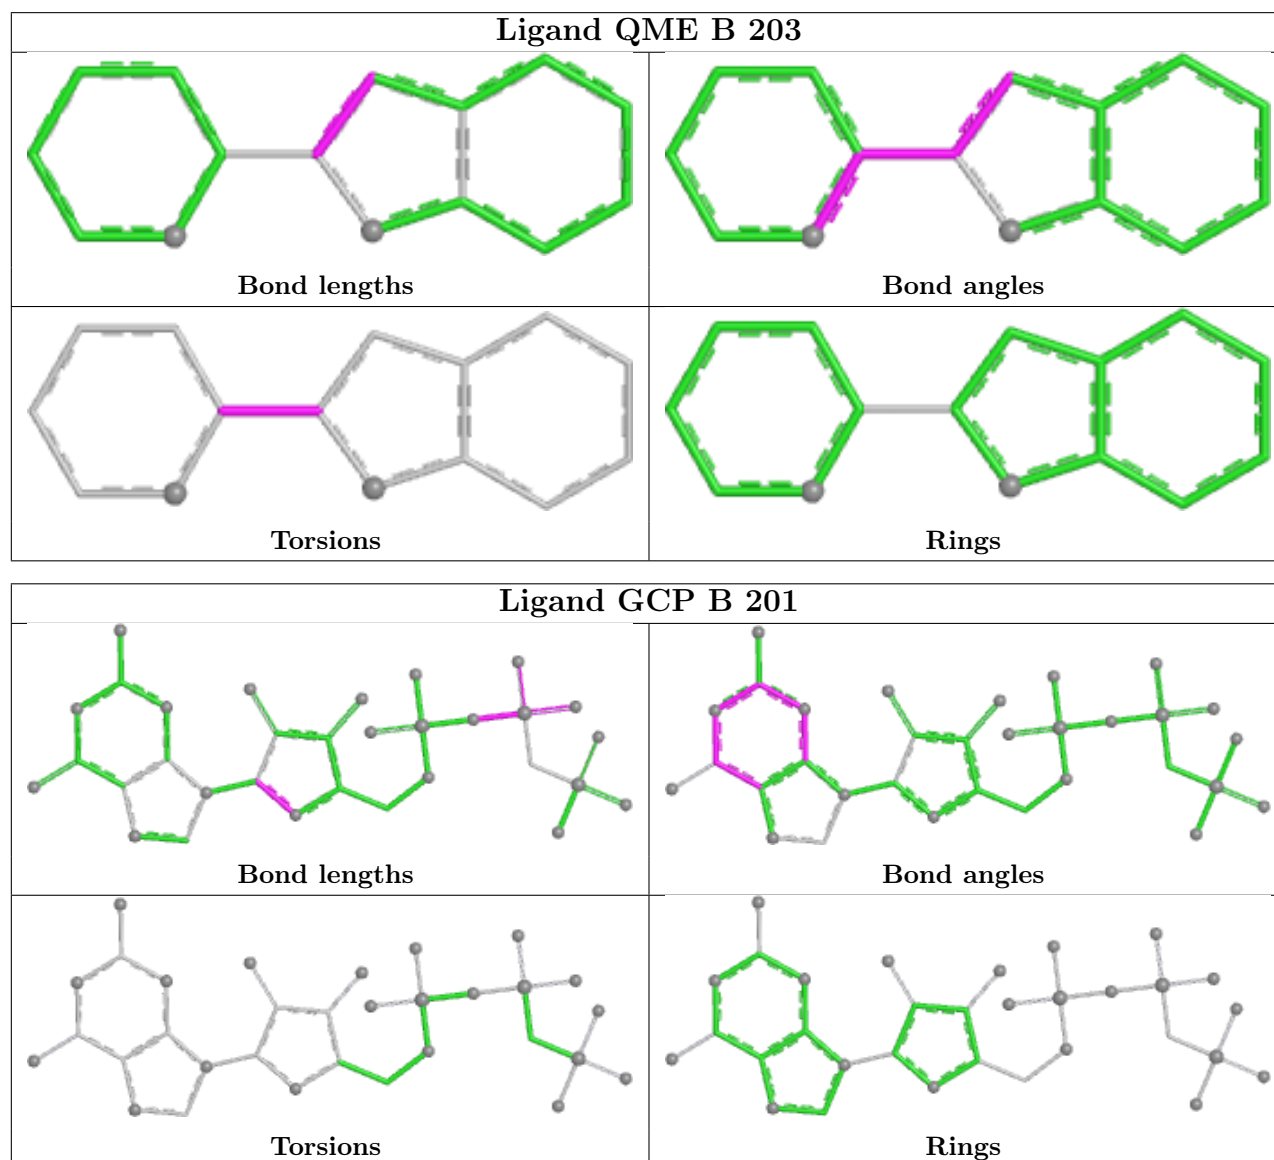 Ligand QME B 203
Bond lengths
Bond angles
Torsions
Rings
Ligand GCP B 201
Bond lengths
Bond angles
Torsions
Rings